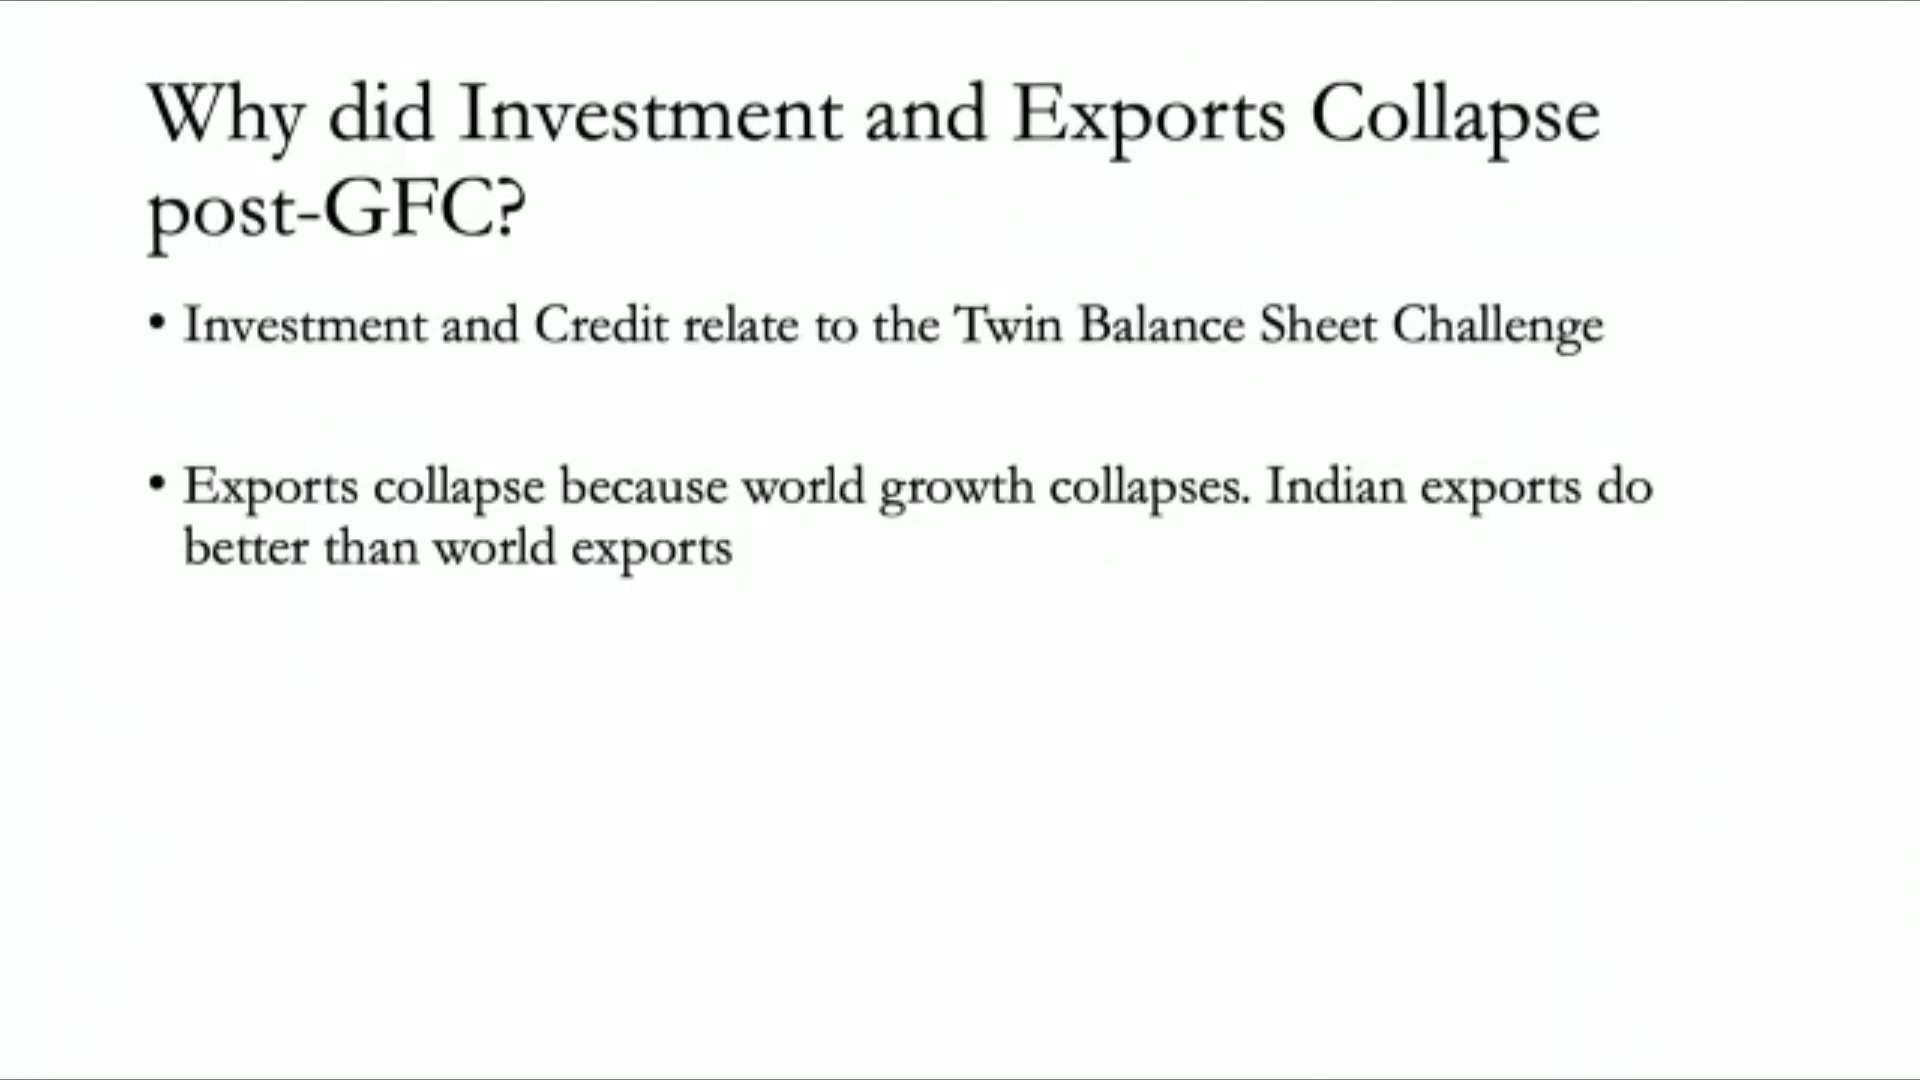 Why did Investment and Exports Collapse
post-GFC?
• Investment and Credit relate to the Twin Balance Sheet Challenge
• Exports collapse because world growth collapses. Indian exports do
better than world exports